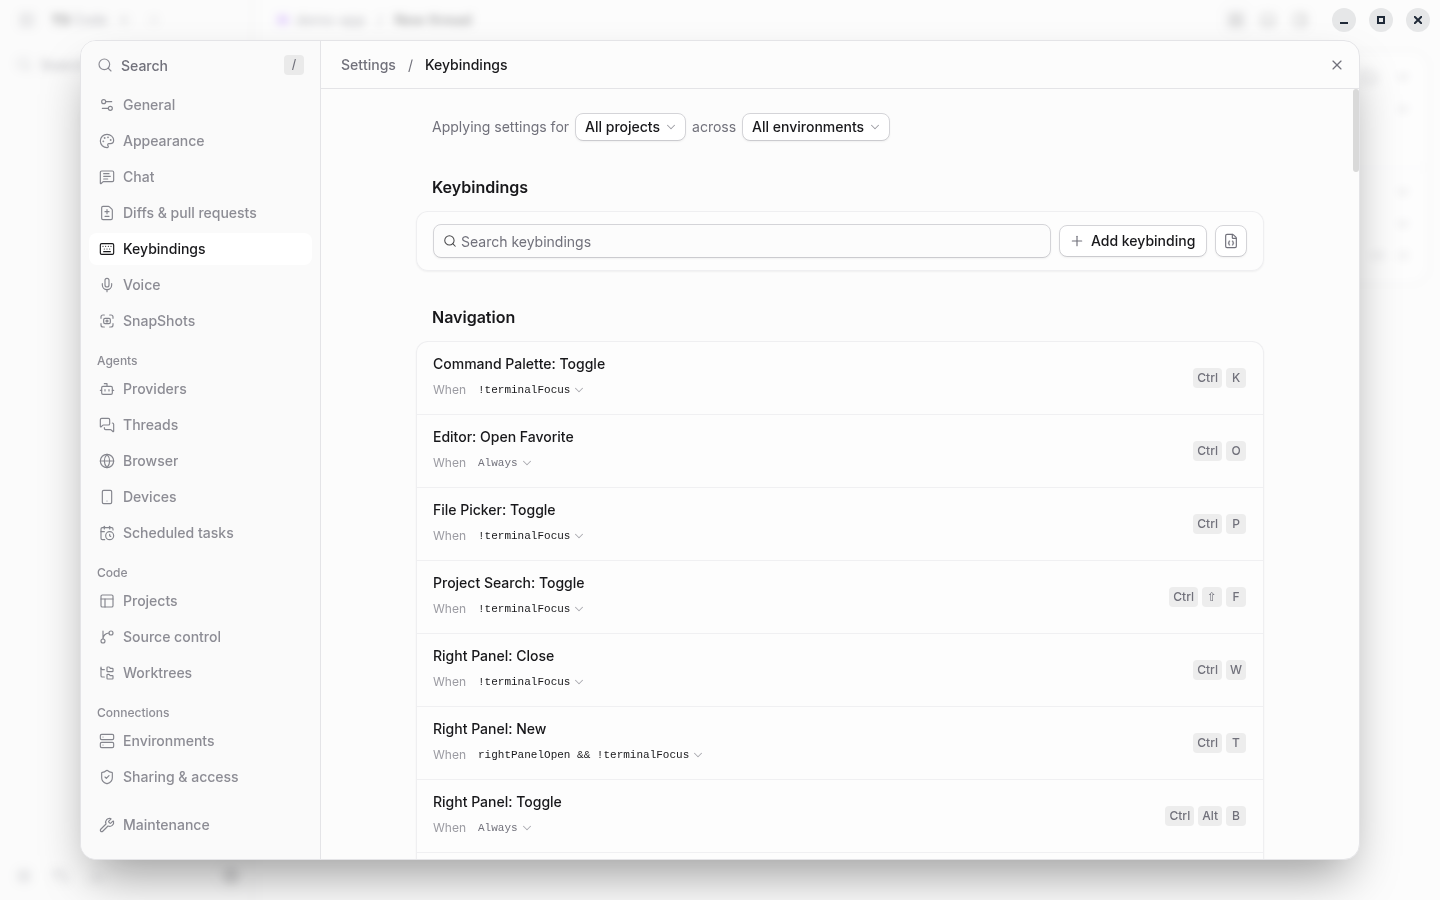 Search /
Settings / Keybindings
General
Appearance
Chat
Diffs & pull requests
Keybindings
Voice
SnapShots
Agents
Providers
Threads
Browser
Devices
Scheduled tasks
Code
Projects
Source control
Worktrees
Connections
Environments
Sharing & access
Maintenance
Applying settings for All projects across All environments
Keybindings
Search keybindings
Add keybinding
Navigation
Command Palette: Toggle
When !terminalFocus
Ctrl K
Editor: Open Favorite
When Always
Ctrl O
File Picker: Toggle
When !terminalFocus
Ctrl P
Project Search: Toggle
When !terminalFocus
Ctrl ⇧ F
Right Panel: Close
When !terminalFocus
Ctrl W
Right Panel: New
When rightPanelOpen && !terminalFocus
Ctrl T
Right Panel: Toggle
When Always
Ctrl Alt B